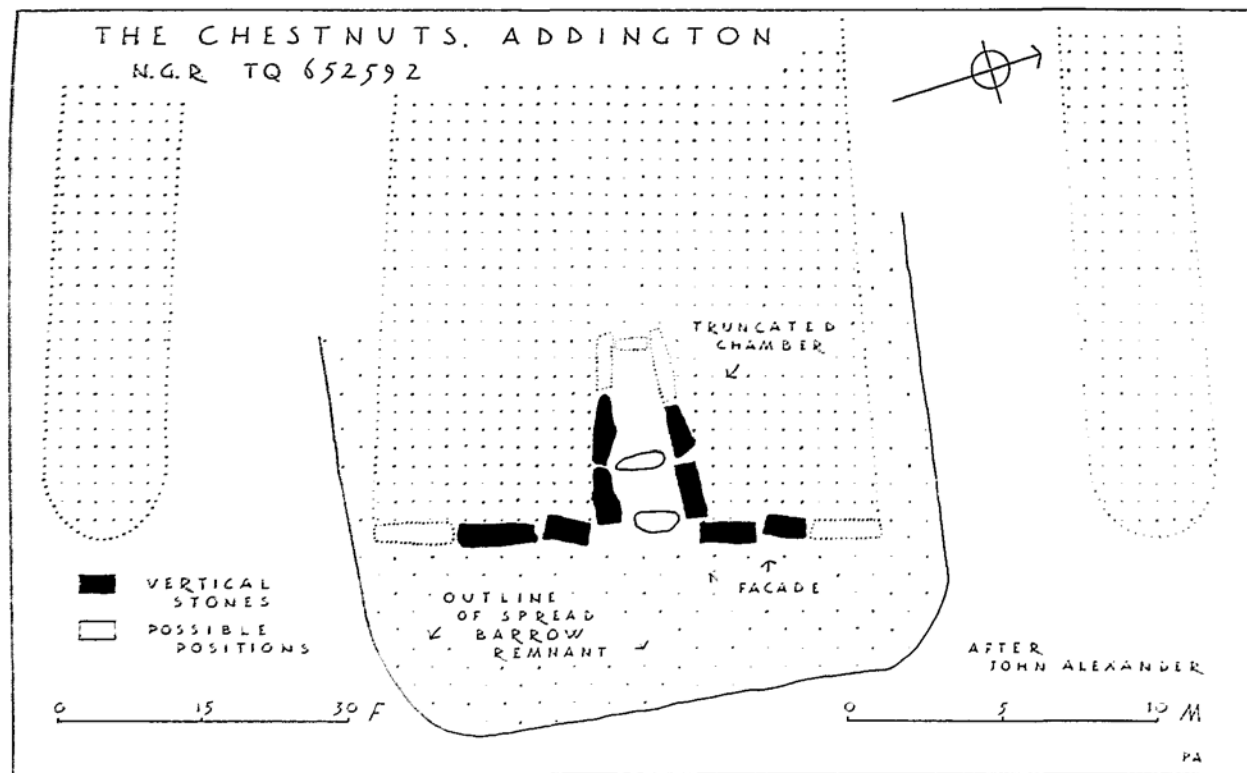 THE CHESTNUTS. ADDINGTON
N.G.R TQ 652592
TRUNCATED
CHAMBER
FACADE
VERTICAL
STONES
POSSIBLE
POSITIONS
OUTLINE
OF SPREAD
BARROW
REMNANT
AFTER
JOHN ALEXANDER
0 15 30 F
0 5 10 M
PA